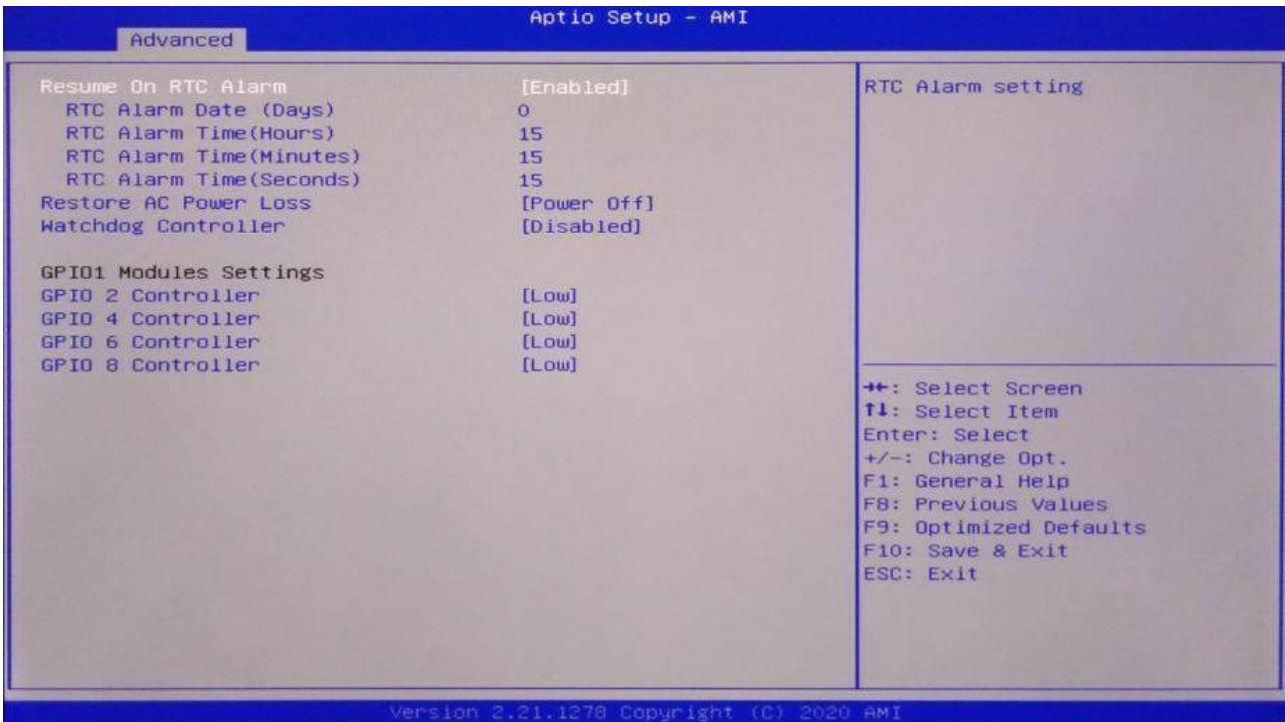 Aptio Setup - AMI
Advanced
Resume On RTC Alarm [Enabled]
RTC Alarm Date (Days) 0
RTC Alarm Time(Hours) 15
RTC Alarm Time(Minutes) 15
RTC Alarm Time(Seconds) 15
Restore AC Power Loss [Power Off]
Watchdog Controller [Disabled]
GPIO1 Modules Settings
GPIO 2 Controller [Low]
GPIO 4 Controller [Low]
GPIO 6 Controller [Low]
GPIO 8 Controller [Low]
RTC Alarm setting
→←: Select Screen
↑↓: Select Item
Enter: Select
+/-: Change Opt.
F1: General Help
F8: Previous Values
F9: Optimized Defaults
F10: Save & Exit
ESC: Exit
Version 2.21.1278 Copyright (C) 2020 AMI